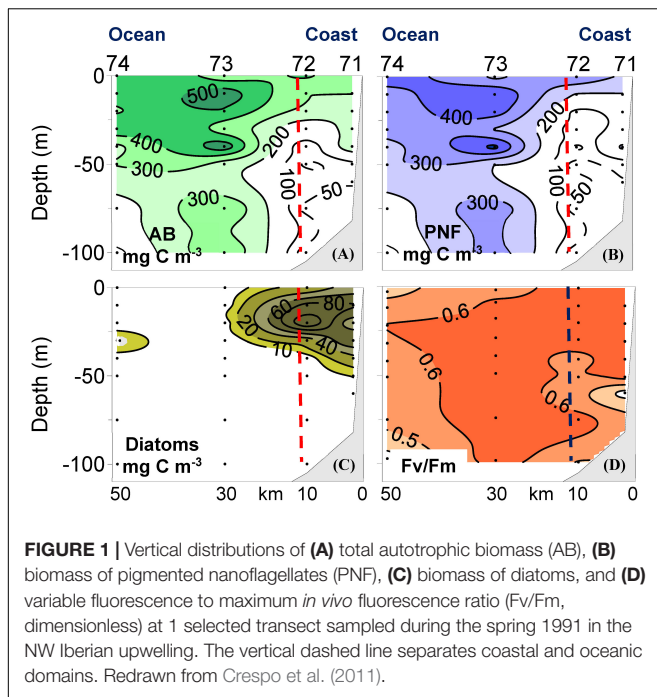 Ocean Coast Ocean Coast
74 73 72 71 74 73 72 71
0
-50
-100
Depth (m)
500
400
300
200
300
100
50
AB
mg C m-3
(A)
400
300
200
300
100
50
PNF
mg C m-3
(B)
0
-50
-100
Depth (m)
60
80
20
40
10
Diatoms
mg C m-3
(C)
0.6
0.6
0.6
0.5
Fv/Fm
(D)
50 30 km 10 0 50 30 km 10 0
FIGURE 1 | Vertical distributions of (A) total autotrophic biomass (AB), (B)
biomass of pigmented nanoflagellates (PNF), (C) biomass of diatoms, and (D)
variable fluorescence to maximum in vivo fluorescence ratio (Fv/Fm,
dimensionless) at 1 selected transect sampled during the spring 1991 in the
NW Iberian upwelling. The vertical dashed line separates coastal and oceanic
domains. Redrawn from Crespo et al. (2011).